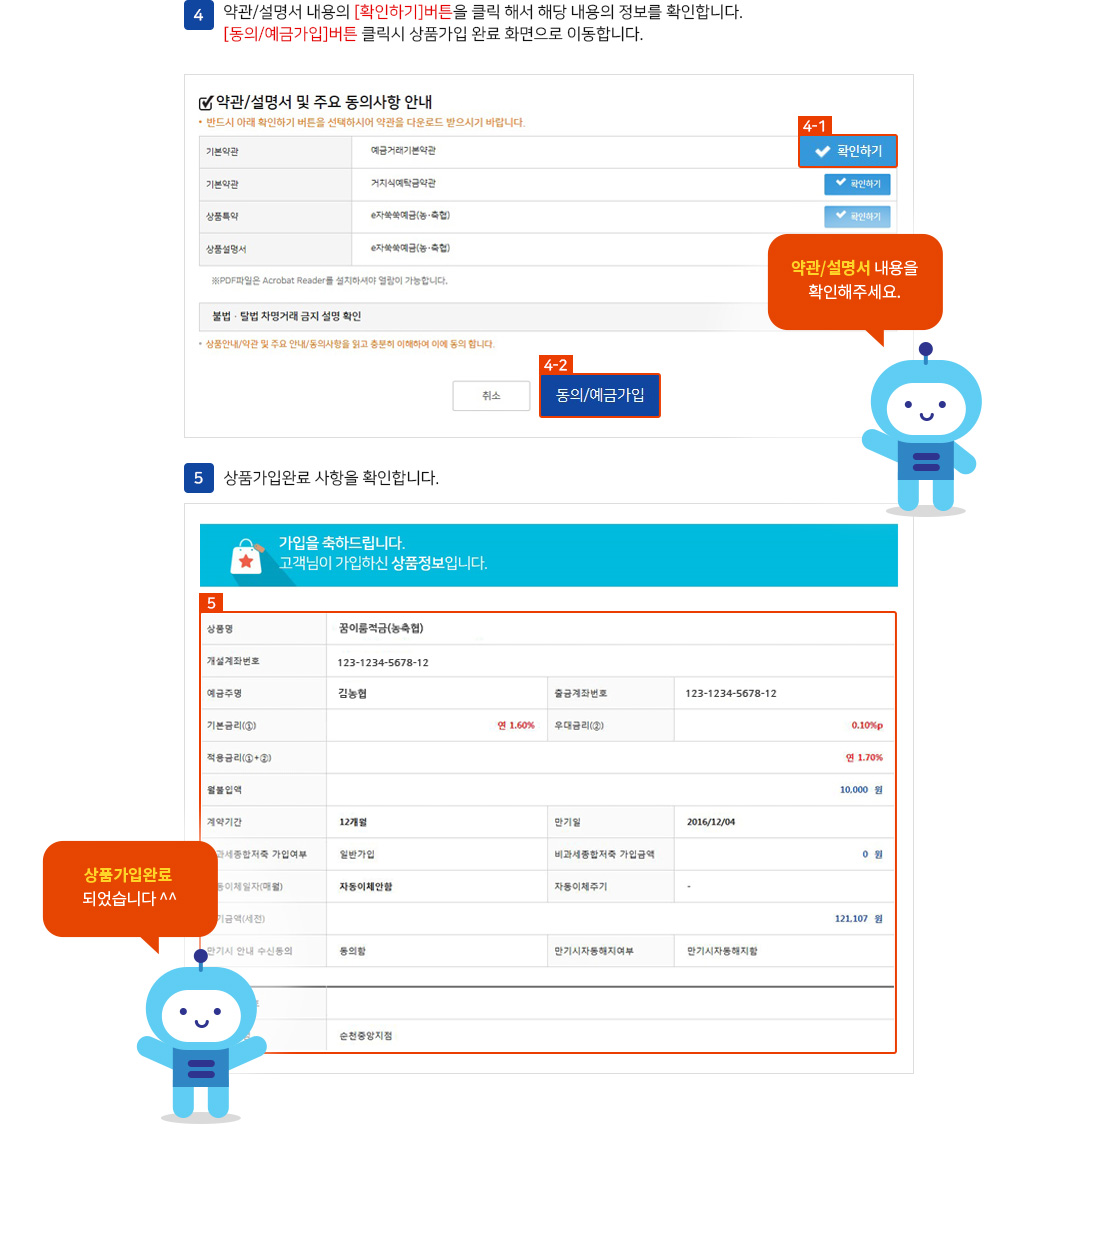 4 약관/설명서 내용의 [확인하기]버튼을 클릭 해서 해당 내용의 정보를 확인합니다.
[동의/예금가입]버튼 클릭시 상품가입 완료 화면으로 이동합니다.
약관/설명서 및 주요 동의사항 안내
• 반드시 아래 확인하기 버튼을 선택하시어 약관을 다운로드 받으시기 바랍니다.
4-1
기본약관 예금거래기본약관 확인하기
기본약관 거치식예탁금약관 확인하기
상품특약 e자쑥쑥예금(농·축협) 확인하기
상품설명서 e자쑥쑥예금(농·축협)
약관/설명서 내용을
확인해주세요.
※PDF파일은 Acrobat Reader를 설치하셔야 열람이 가능합니다.
불법 · 탈법 차명거래 금지 설명 확인
• 상품안내/약관 및 주요 안내/동의사항을 읽고 충분히 이해하여 이에 동의 합니다.
4-2
취소 동의/예금가입
5 상품가입완료 사항을 확인합니다.
가입을 축하드립니다.
고객님이 가입하신 상품정보입니다.
5
상품명 꿈이룸적금(농축협)
개설계좌번호 123-1234-5678-12
예금주명 김농협 출금계좌번호 123-1234-5678-12
기본금리(①) 연 1.60% 우대금리(②) 0.10%p
적용금리(①+②) 연 1.70%
월불입액 10,000 원
계약기간 12개월 만기일 2016/12/04
과세종합저축 가입여부 일반가입 비과세종합저축 가입금액 0 원
동이체일자(매월) 자동이체안함 자동이체주기 -
기금액(세전) 121,107 원
만기시 안내 수신동의 동의함 만기시자동해지여부 만기시자동해지함
순천중앙지점
상품가입완료
되었습니다 ^^